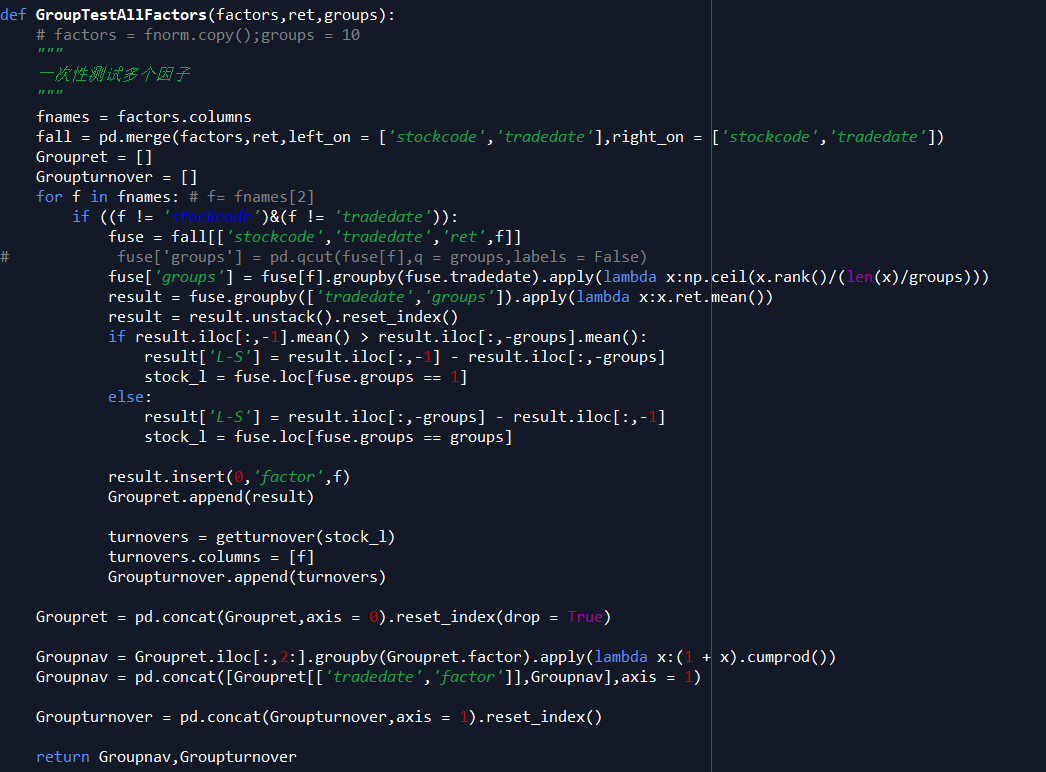 def GroupTestAllFactors(factors,ret,groups):
    # factors = fnorm.copy();groups = 10
    """
    一次性测试多个因子
    """
    fnames = factors.columns
    fall = pd.merge(factors,ret,left_on = ['stockcode','tradedate'],right_on = ['stockcode','tradedate'])
    Groupret = []
    Groupturnover = []
    for f in fnames: # f= fnames[2]
        if ((f != 'stockcode')&(f != 'tradedate')):
            fuse = fall[['stockcode','tradedate','ret',f]]
#            fuse['groups'] = pd.qcut(fuse[f],q = groups,labels = False)
            fuse['groups'] = fuse[f].groupby(fuse.tradedate).apply(lambda x:np.ceil(x.rank()/(len(x)/groups)))
            result = fuse.groupby(['tradedate','groups']).apply(lambda x:x.ret.mean())
            result = result.unstack().reset_index()
            if result.iloc[:,-1].mean() > result.iloc[:,-groups].mean():
                result['L-S'] = result.iloc[:,-1] - result.iloc[:,-groups]
                stock_l = fuse.loc[fuse.groups == 1]
            else:
                result['L-S'] = result.iloc[:,-groups] - result.iloc[:,-1]
                stock_l = fuse.loc[fuse.groups == groups]
            result.insert(0,'factor',f)
            Groupret.append(result)
            turnovers = getturnover(stock_l)
            turnovers.columns = [f]
            Groupturnover.append(turnovers)
    Groupret = pd.concat(Groupret,axis = 0).reset_index(drop = True)
    Groupnav = Groupret.iloc[:,2:].groupby(Groupret.factor).apply(lambda x:(1 + x).cumprod())
    Groupnav = pd.concat([Groupret[['tradedate','factor']],Groupnav],axis = 1)
    Groupturnover = pd.concat(Groupturnover,axis = 1).reset_index()
    return Groupnav,Groupturnover